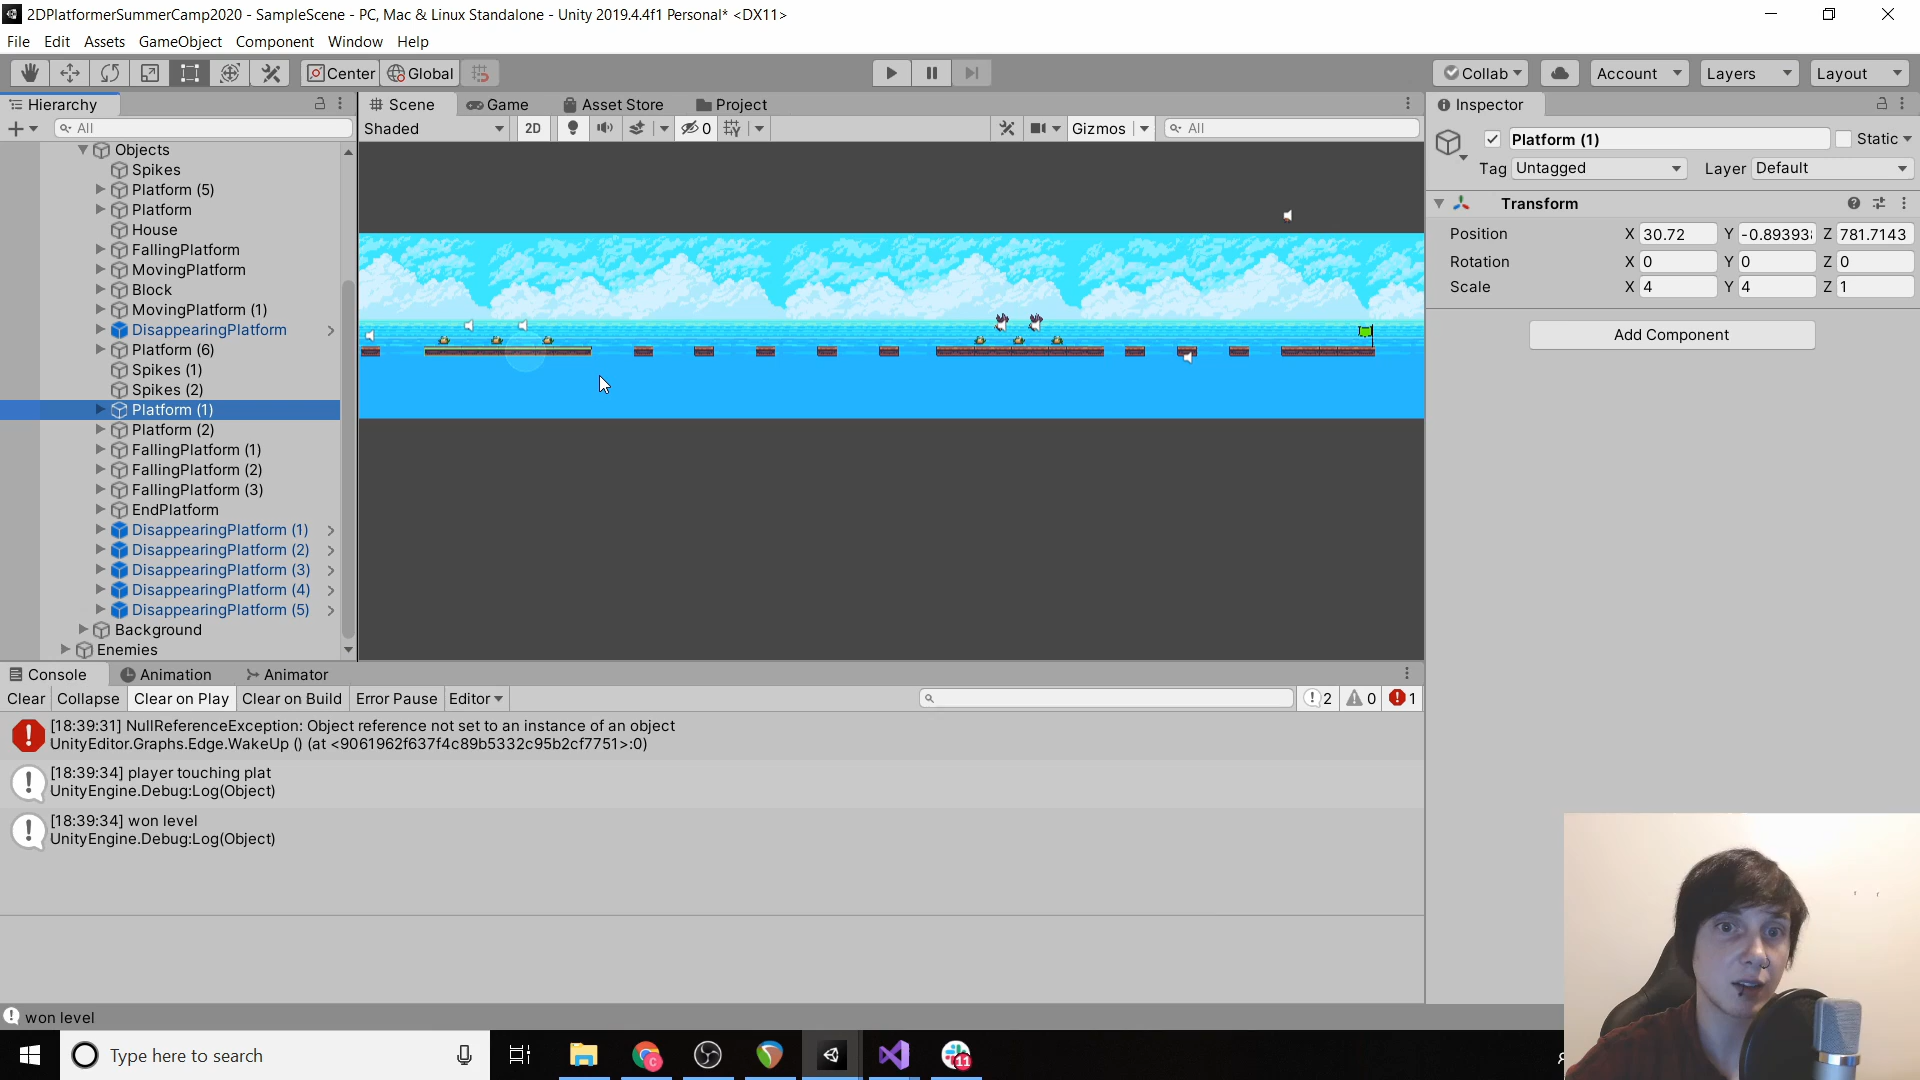 2DPlatformerSummerCamp2020 - SampleScene - PC, Mac & Linux Standalone - Unity 2019.4.4f1 Personal* <DX11>
File Edit Assets GameObject Component Window Help
Center Global Collab Account Layers Layout
Hierarchy
All
Objects
Spikes
Platform (5)
Platform
House
FallingPlatform
MovingPlatform
Block
MovingPlatform (1)
DisappearingPlatform
Platform (6)
Spikes (1)
Spikes (2)
Platform (1)
Platform (2)
FallingPlatform (1)
FallingPlatform (2)
FallingPlatform (3)
EndPlatform
DisappearingPlatform (1)
DisappearingPlatform (2)
DisappearingPlatform (3)
DisappearingPlatform (4)
DisappearingPlatform (5)
Background
Enemies
Scene Game Asset Store Project
Shaded 2D 0 Gizmos All
Inspector
Platform (1) Static
Tag Untagged Layer Default
Transform
Position X 30.72 Y -0.89393 Z 781.7143
Rotation X 0 Y 0 Z 0
Scale X 4 Y 4 Z 1
Add Component
Console Animation Animator
Clear Collapse Clear on Play Clear on Build Error Pause Editor 2 0 1
[18:39:31] NullReferenceException: Object reference not set to an instance of an object
UnityEditor.Graphs.Edge.WakeUp () (at <9061962f637f4c89b5332c95b2cf7751>:0)
[18:39:34] player touching plat
UnityEngine.Debug:Log(Object)
[18:39:34] won level
UnityEngine.Debug:Log(Object)
won level
Type here to search
11